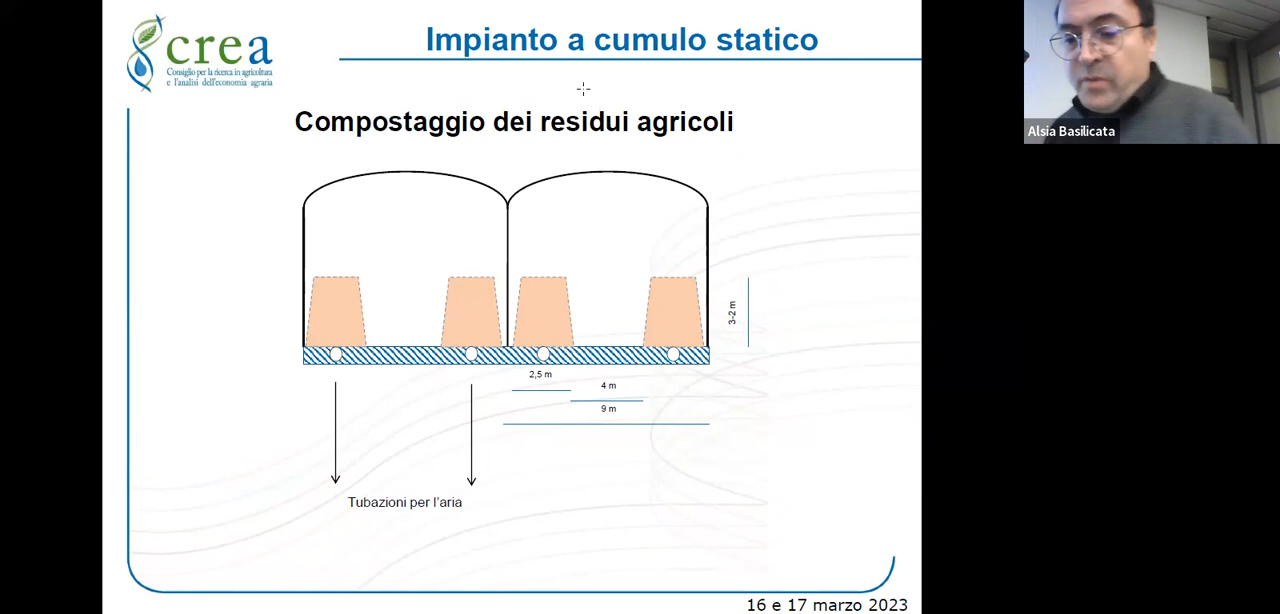 crea
Consiglio per la ricerca in agricoltura
e l'analisi dell'economia agraria
Impianto a cumulo statico
Compostaggio dei residui agricoli
3-2 m
2,5 m
4 m
9 m
Tubazioni per l'aria
16 e 17 marzo 2023
Alsia Basilicata